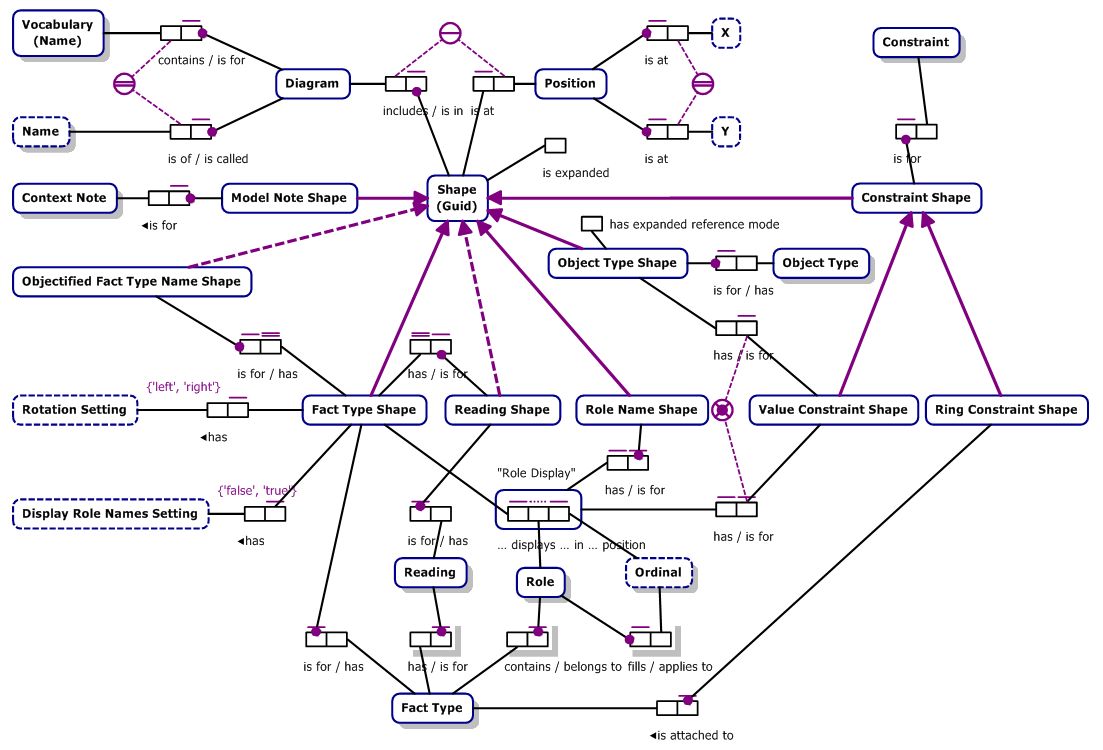 Vocabulary
(Name)
contains / is for
Diagram
includes / is in
is at
Position
is at
X
Constraint
Name
is of / is called
is at
Y
is for
is expanded
Context Note
◄is for
Model Note Shape
Shape
(Guid)
Constraint Shape
has expanded reference mode
Objectified Fact Type Name Shape
Object Type Shape
is for / has
Object Type
is for / has
has / is for
has / is for
{'left', 'right'}
Rotation Setting
◄has
Fact Type Shape
Reading Shape
Role Name Shape
Value Constraint Shape
Ring Constraint Shape
"Role Display"
has / is for
{'false', 'true'}
Display Role Names Setting
◄has
is for / has
... displays ... in ... position
has / is for
Reading
Role
Ordinal
is for / has
has / is for
contains / belongs to
fills / applies to
Fact Type
◄is attached to